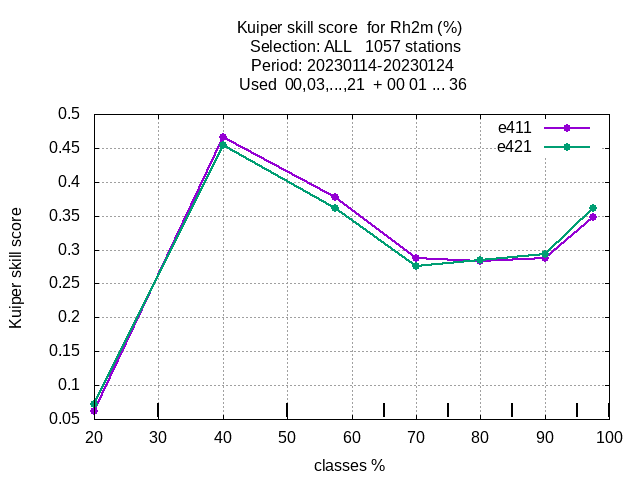 Kuiper skill score  for Rh2m (%)
Selection: ALL   1057 stations
Period: 20230114-20230124
Used  00,03,...,21  + 00 01 ... 36
e411
e421
0.5
0.45
0.4
0.35
0.3
0.25
0.2
0.15
0.1
0.05
Kuiper skill score
20 30 40 50 60 70 80 90 100
classes %